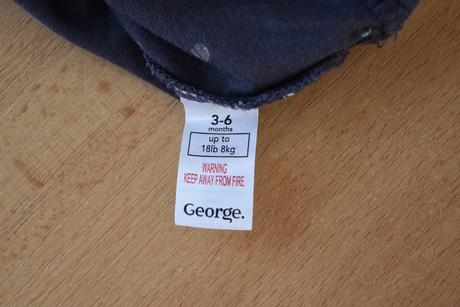 3-6
months
up to
18lb 8kg
WARNING
KEEP AWAY FROM FIRE
George.